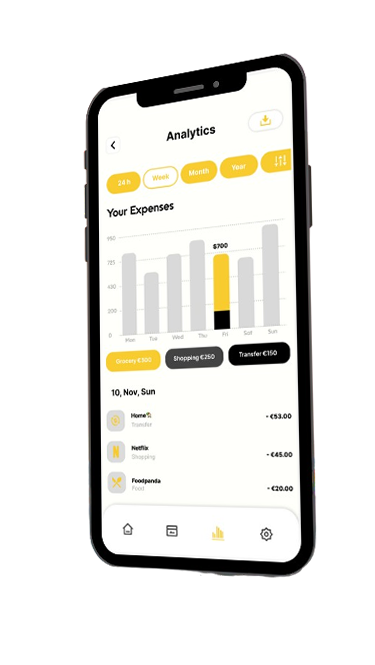 Analytics
24 h Week Month Year
Your Expenses
$700
0
Mon Tue Wed Thu Fri Sat Sun
Grocery €300 Shopping €250 Transfer €150
10, Nov, Sun
Home
Transfer
- €53.00
Netflix
Shopping
- €45.00
Foodpanda
Food
- €20.00